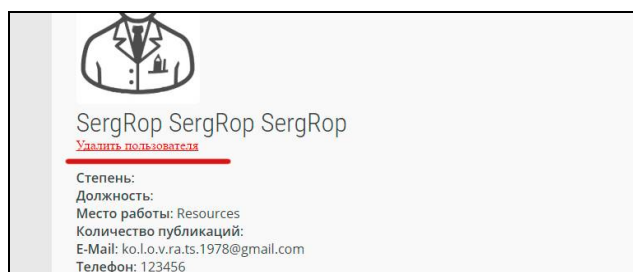 SergRop SergRop SergRop
Удалить пользователя
Степень:
Должность:
Место работы: Resources
Количество публикаций:
E-Mail: ko.l.o.v.ra.ts.1978@gmail.com
Телефон: 123456